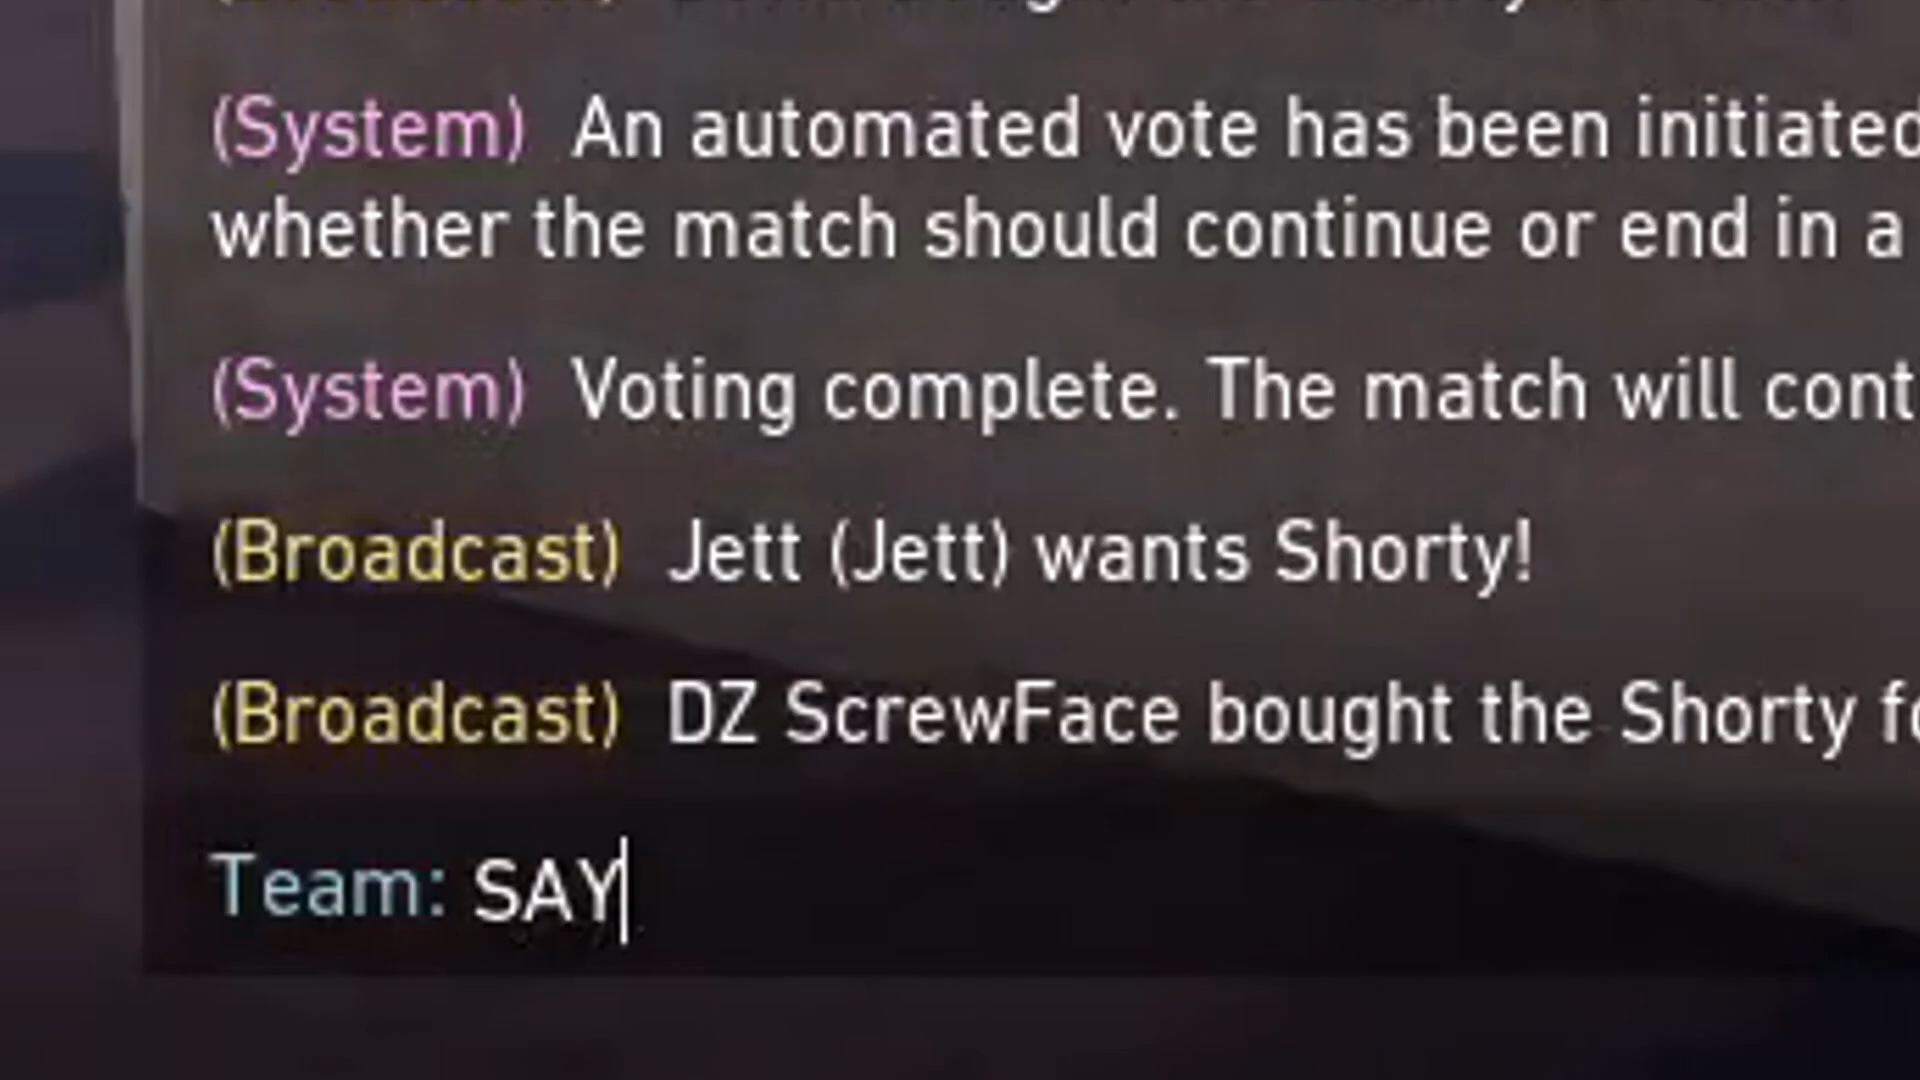 (System) An automated vote has been initiated
whether the match should continue or end in a
(System) Voting complete. The match will cont
(Broadcast) Jett (Jett) wants Shorty!
(Broadcast) DZ ScrewFace bought the Shorty fo
Team: SAY